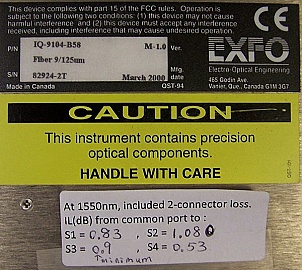 This device complies with part 15 of the FCC rules. Operation is
subject to the following two conditions: (1) This device may not cause
harmful interference, and (2) this device must accept any interference
received, including interference that may cause undesired operation.
P/N IQ-9104-B58 M-1.0 Ver.
Fiber 9/125nm
S/N 82924-2T March 2000 Mfg. date
Made in Canada QST-94
CE
EXFO
Electro-Optical Engineering
465 Godin Ave.
Vanier, Que., Canada G1M 3G7
CAUTION
This instrument contains precision
optical components.
HANDLE WITH CARE
At 1550nm, included 2-connector loss.
IL(dB) from common port to :
S1 = 0.83, S2 = 1.08
S3 = 0.9, S4 = 0.53
minimum